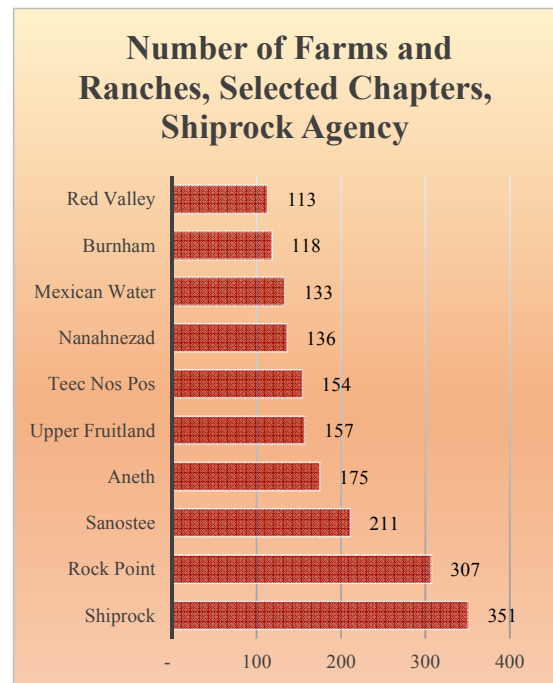 Number of Farms and
Ranches, Selected Chapters,
Shiprock Agency
Red Valley 113
Burnham 118
Mexican Water 133
Nanahnezad 136
Teec Nos Pos 154
Upper Fruitland 157
Aneth 175
Sanostee 211
Rock Point 307
Shiprock 351
- 100 200 300 400